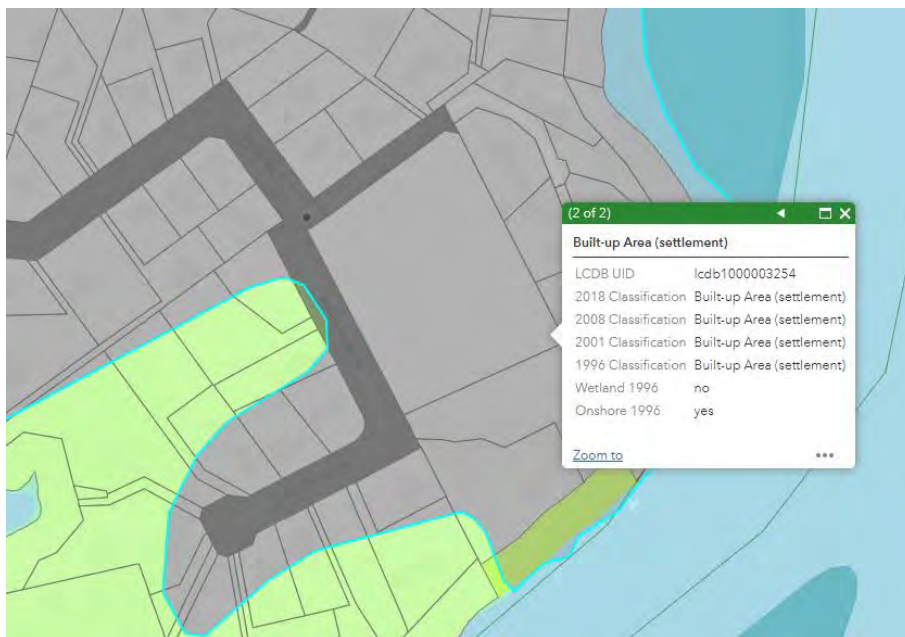 (2 of 2)
Built-up Area (settlement)
LCDB UID lcdb1000003254
2018 Classification Built-up Area (settlement)
2008 Classification Built-up Area (settlement)
2001 Classification Built-up Area (settlement)
1996 Classification Built-up Area (settlement)
Wetland 1996 no
Onshore 1996 yes
Zoom to